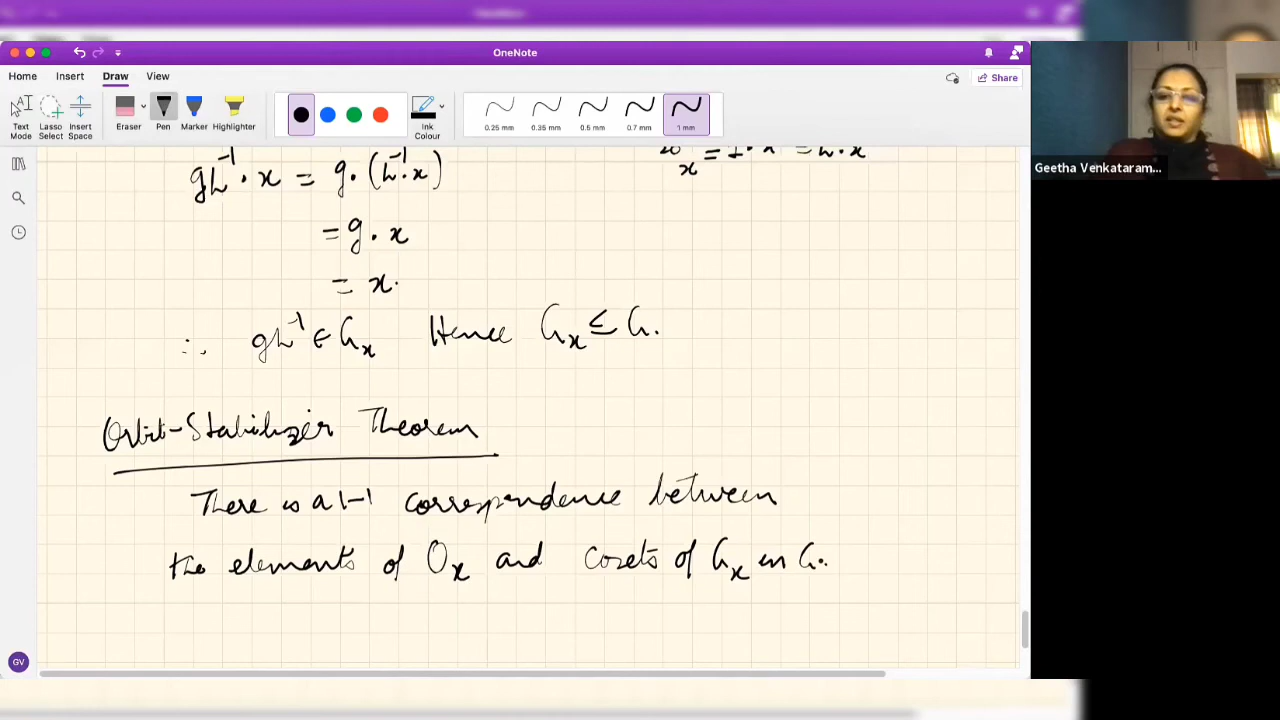 OneNote
Home Insert Draw View
Share
Text Mode
Lasso Select
Insert Space
Eraser
Pen
Marker
Highlighter
0.25 mm
0.35 mm
0.5 mm
0.7 mm
1 mm
Ink Colour
Geetha Venkataram...
gh⁻¹ · x = g · (h⁻¹ · x)
= g · x
= x.
∴ gh⁻¹ ∈ Gₓ Hence Gₓ ≤ G.
Orbit-Stabilizer Theorem
There is a 1-1 correspondence between
the elements of Oₓ and cosets of Gₓ in G.
GV